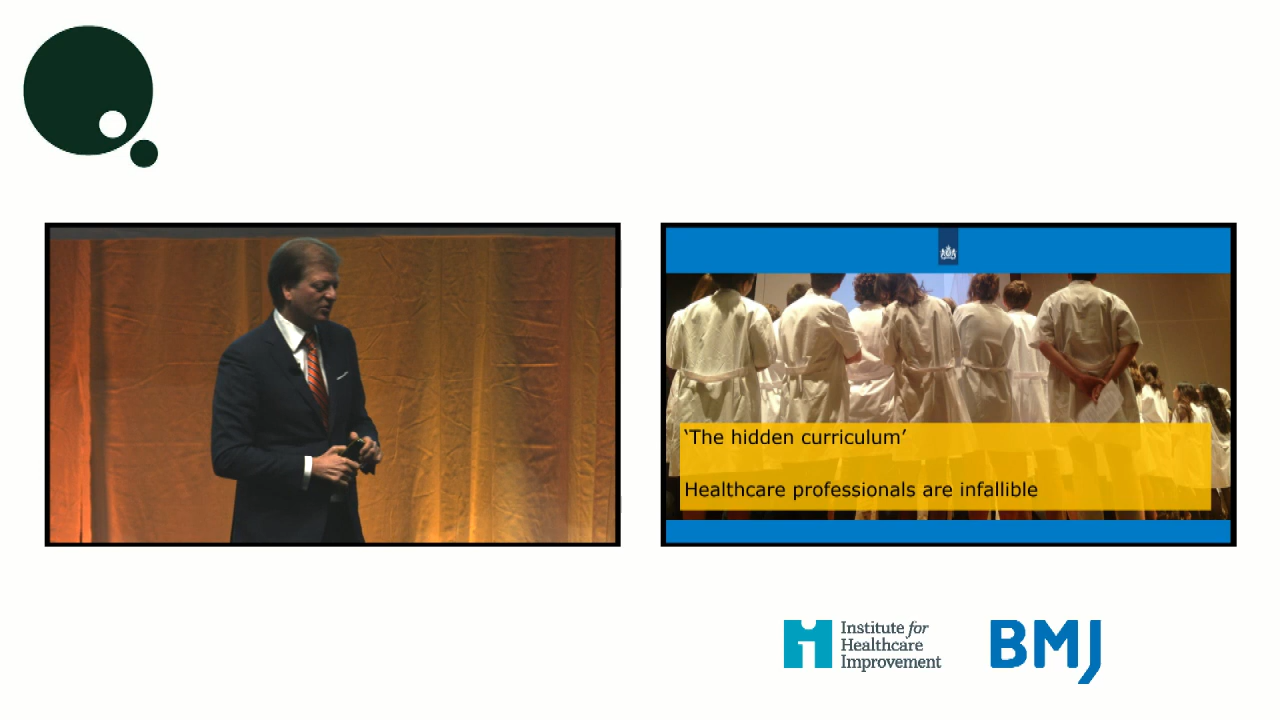 ‘The hidden curriculum’
Healthcare professionals are infallible
Institute for
Healthcare
Improvement
BMJ